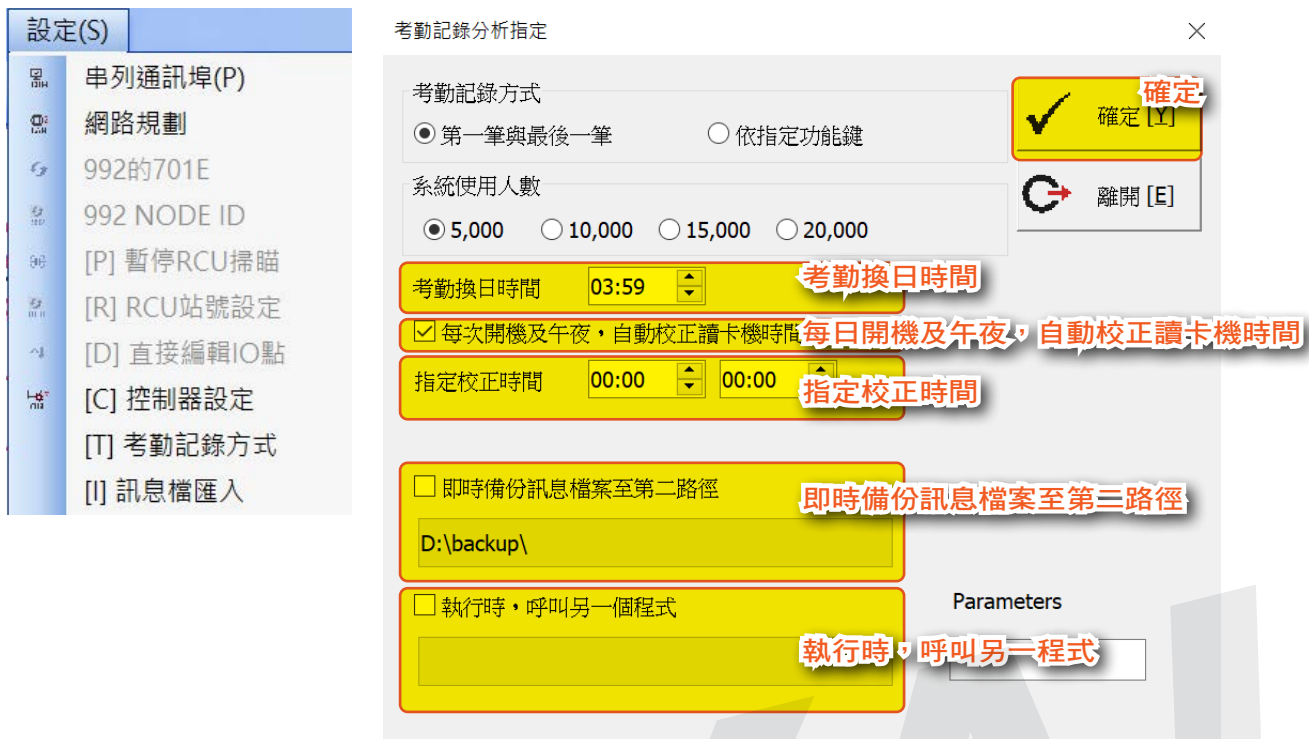 設定(S)
串列通訊埠(P)
網路規劃
992的701E
992 NODE ID
[P] 暫停RCU掃瞄
[R] RCU站號設定
[D] 直接編輯IO點
[C] 控制器設定
[T] 考勤記錄方式
[I] 訊息檔匯入
考勤記錄分析指定
考勤記錄方式
第一筆與最後一筆 依指定功能鍵
確定
確定 [Y]
離開 [E]
系統使用人數
5,000 10,000 15,000 20,000
考勤換日時間 03:59 考勤換日時間
每次開機及午夜，自動校正讀卡機時間 每日開機及午夜，自動校正讀卡機時間
指定校正時間 00:00 00:00 指定校正時間
即時備份訊息檔案至第二路徑 即時備份訊息檔案至第二路徑
D:\backup\
執行時，呼叫另一個程式 Parameters
執行時，呼叫另一程式